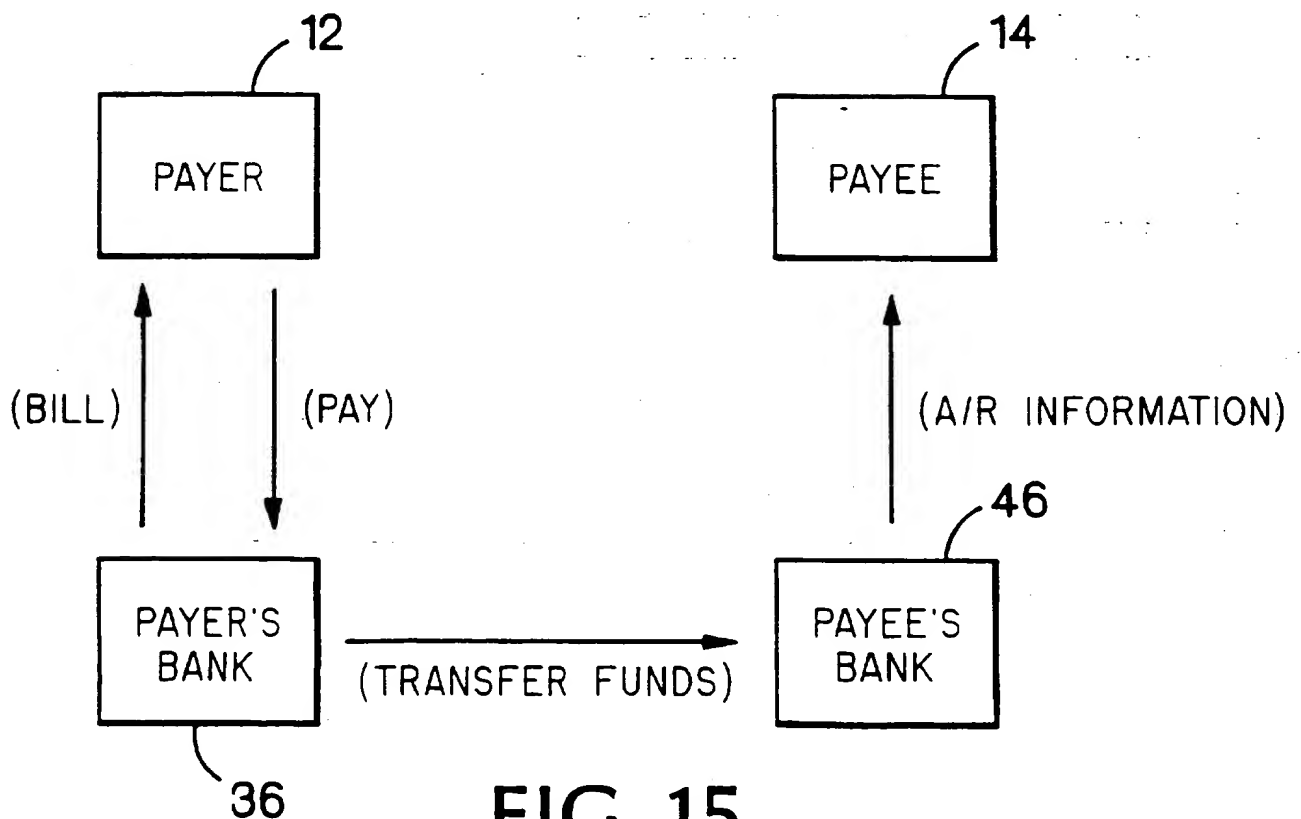 12
14
PAYER
PAYEE
(BILL)
(PAY)
(A/R INFORMATION)
46
PAYER'S
BANK
(TRANSFER FUNDS)
PAYEE'S
BANK
36
FIG. 15